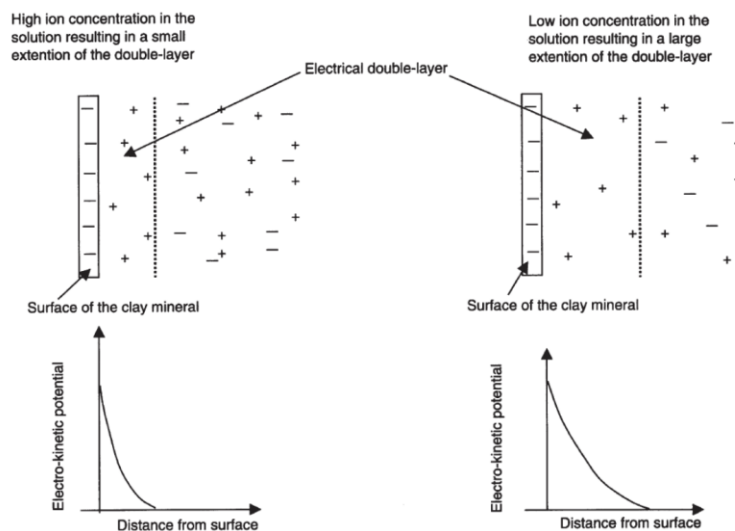 High ion concentration in the
solution resulting in a small
extention of the double-layer
Low ion concentration in the
solution resulting in a large
extention of the double-layer
Electrical double-layer
Surface of the clay mineral
Surface of the clay mineral
Electro-kinetic potential
Distance from surface
Electro-kinetic potential
Distance from surface